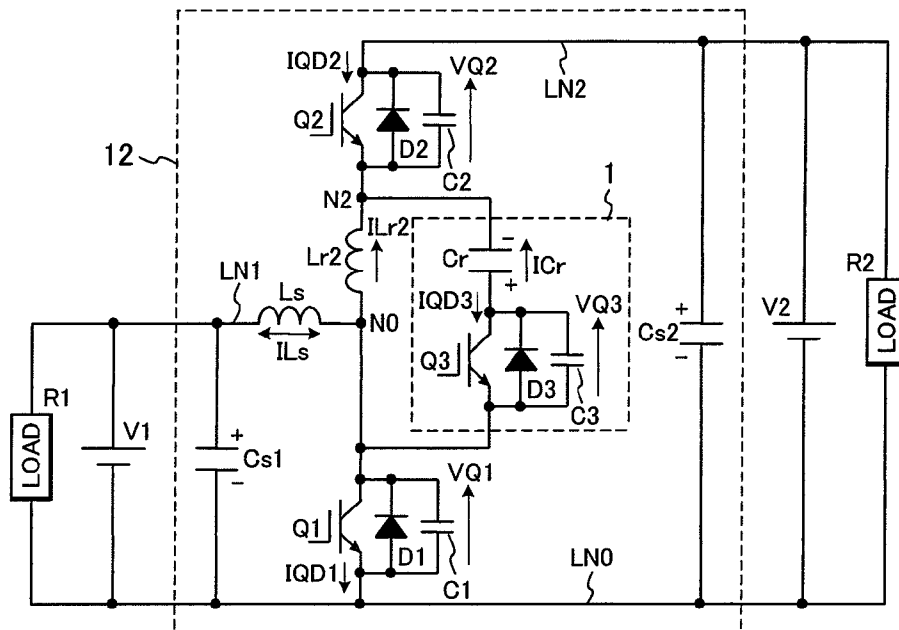 12
IQD2
Q2
D2
C2
VQ2
LN2
N2
1
ILr2
Lr2
Cr
-
+
ICr
LN1
Ls
ILs
N0
IQD3
Q3
D3
C3
VQ3
Cs2
+
-
V2
R2
LOAD
R1
LOAD
V1
Cs1
+
-
VQ1
Q1
D1
C1
IQD1
LN0